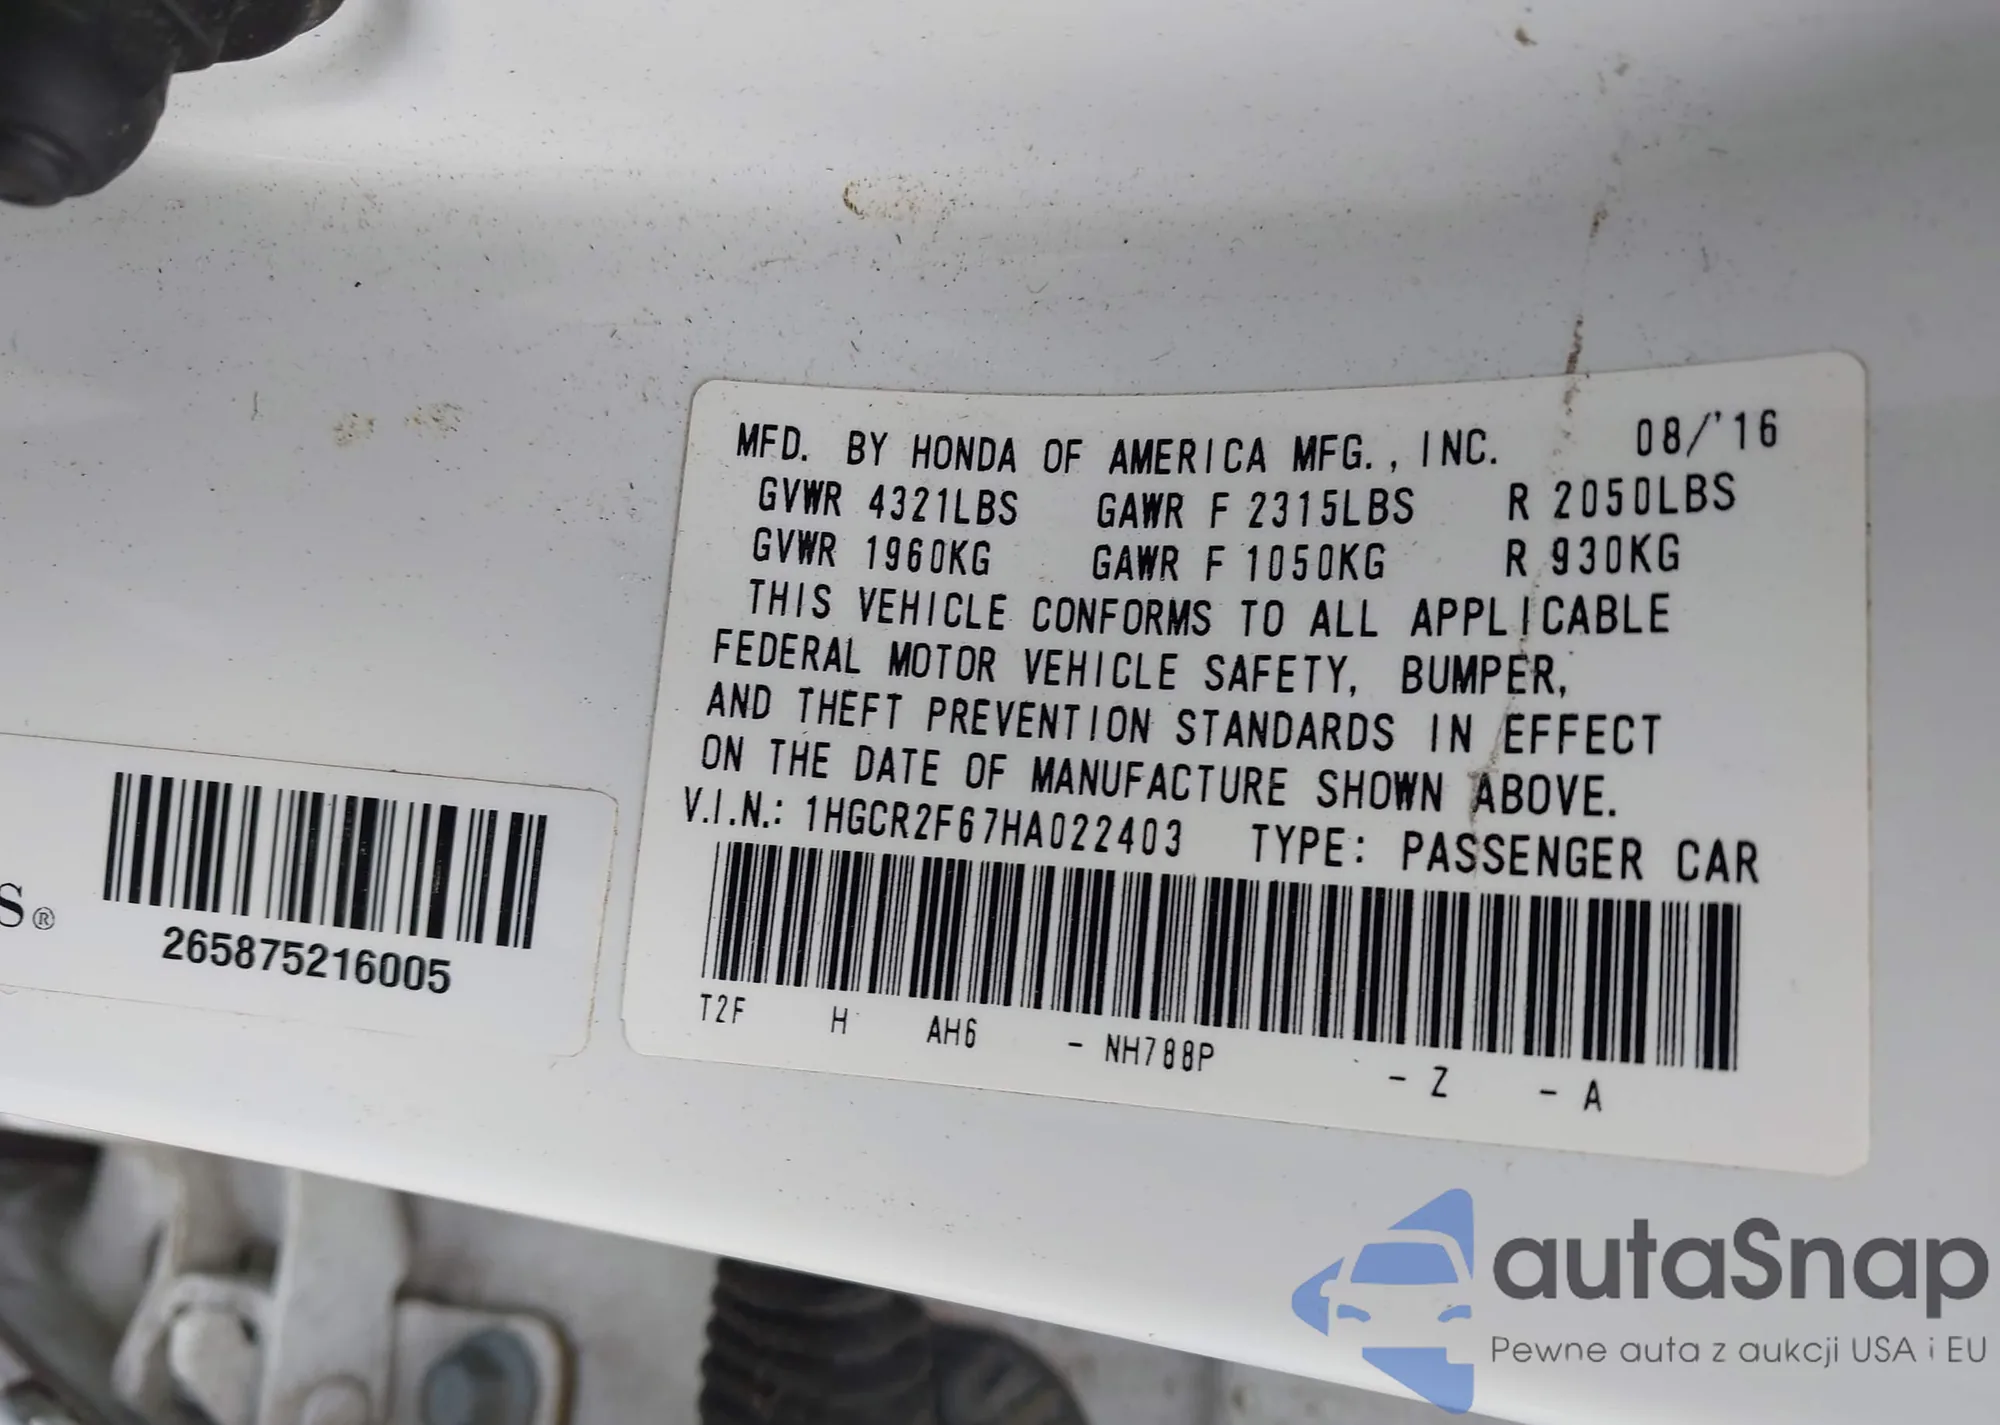 MFD. BY HONDA OF AMERICA MFG., INC. 08/'16
GVWR 4321LBS GAWR F 2315LBS R 2050LBS
GVWR 1960KG GAWR F 1050KG R 930KG
THIS VEHICLE CONFORMS TO ALL APPLICABLE
FEDERAL MOTOR VEHICLE SAFETY, BUMPER,
AND THEFT PREVENTION STANDARDS IN EFFECT
ON THE DATE OF MANUFACTURE SHOWN ABOVE.
V.I.N.: 1HGCR2F67HA022403 TYPE: PASSENGER CAR
T2F H AH6 - NH788P - Z - A
S®
265875216005
autaSnap
Pewne auta z aukcji USA i EU